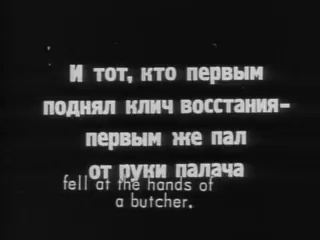 И тот, кто первым
поднял клич восстания-
первым же пал
от руки палача
fell at the hands of
a butcher.